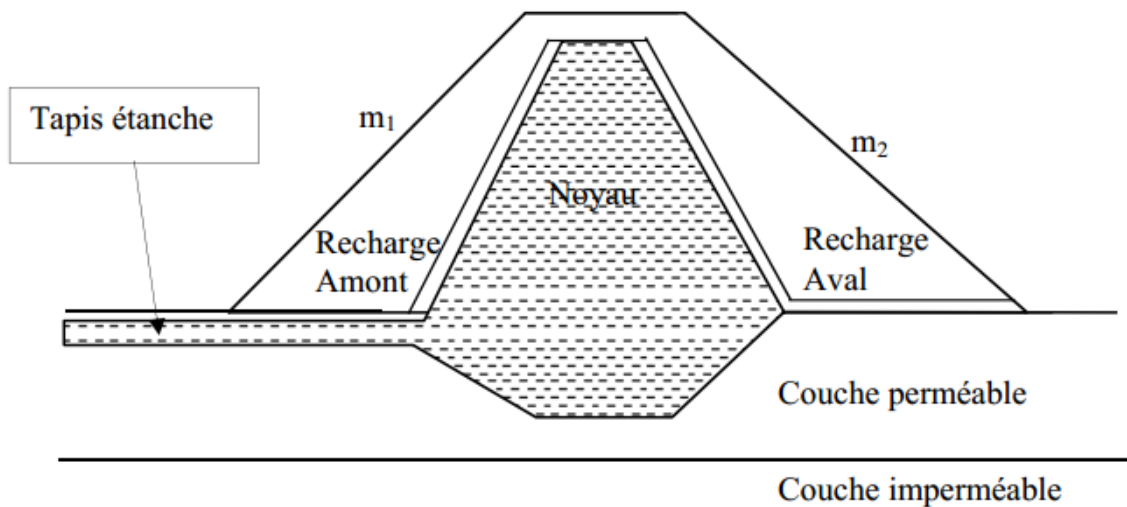 Tapis étanche
m₁
m₂
Noyau
Recharge
Amont
Recharge
Aval
Couche perméable
Couche imperméable